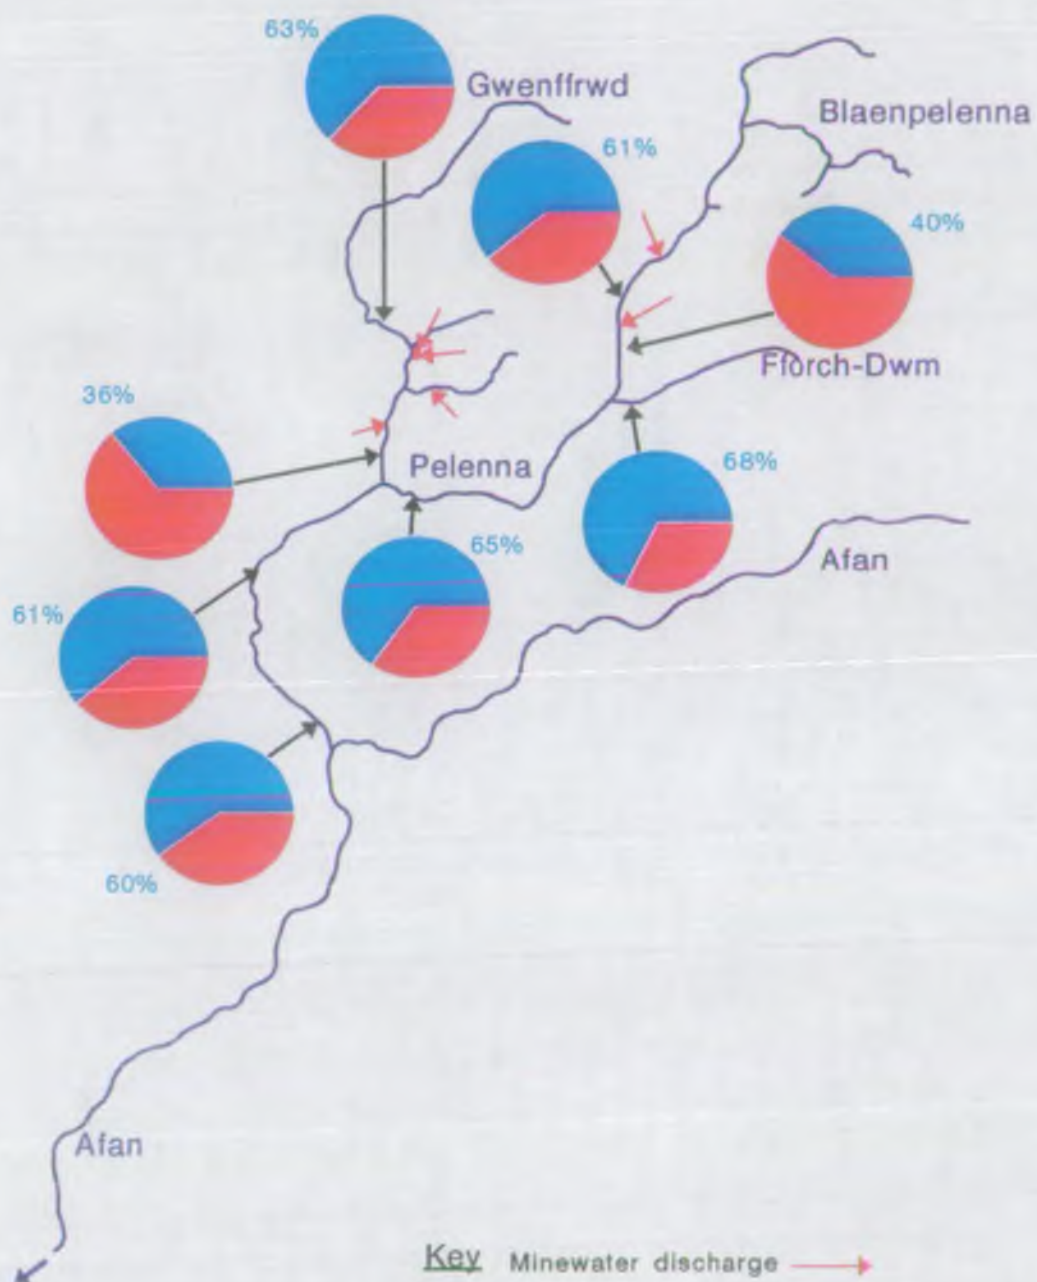 63%
Gwenffrwd
Blaenpelenna
61%
40%
Fforch-Dwm
36%
Pelenna
68%
65%
Afan
61%
60%
Afan
Key Minewater discharge